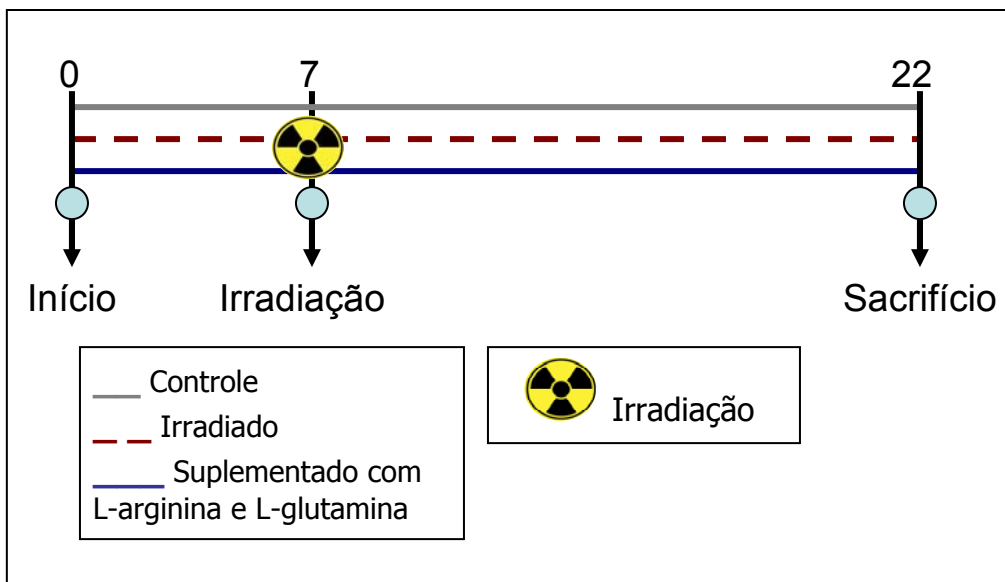 0 7 22
Início Irradiação Sacrifício
Controle
Irradiado
Suplementado com
L-arginina e L-glutamina
Irradiação